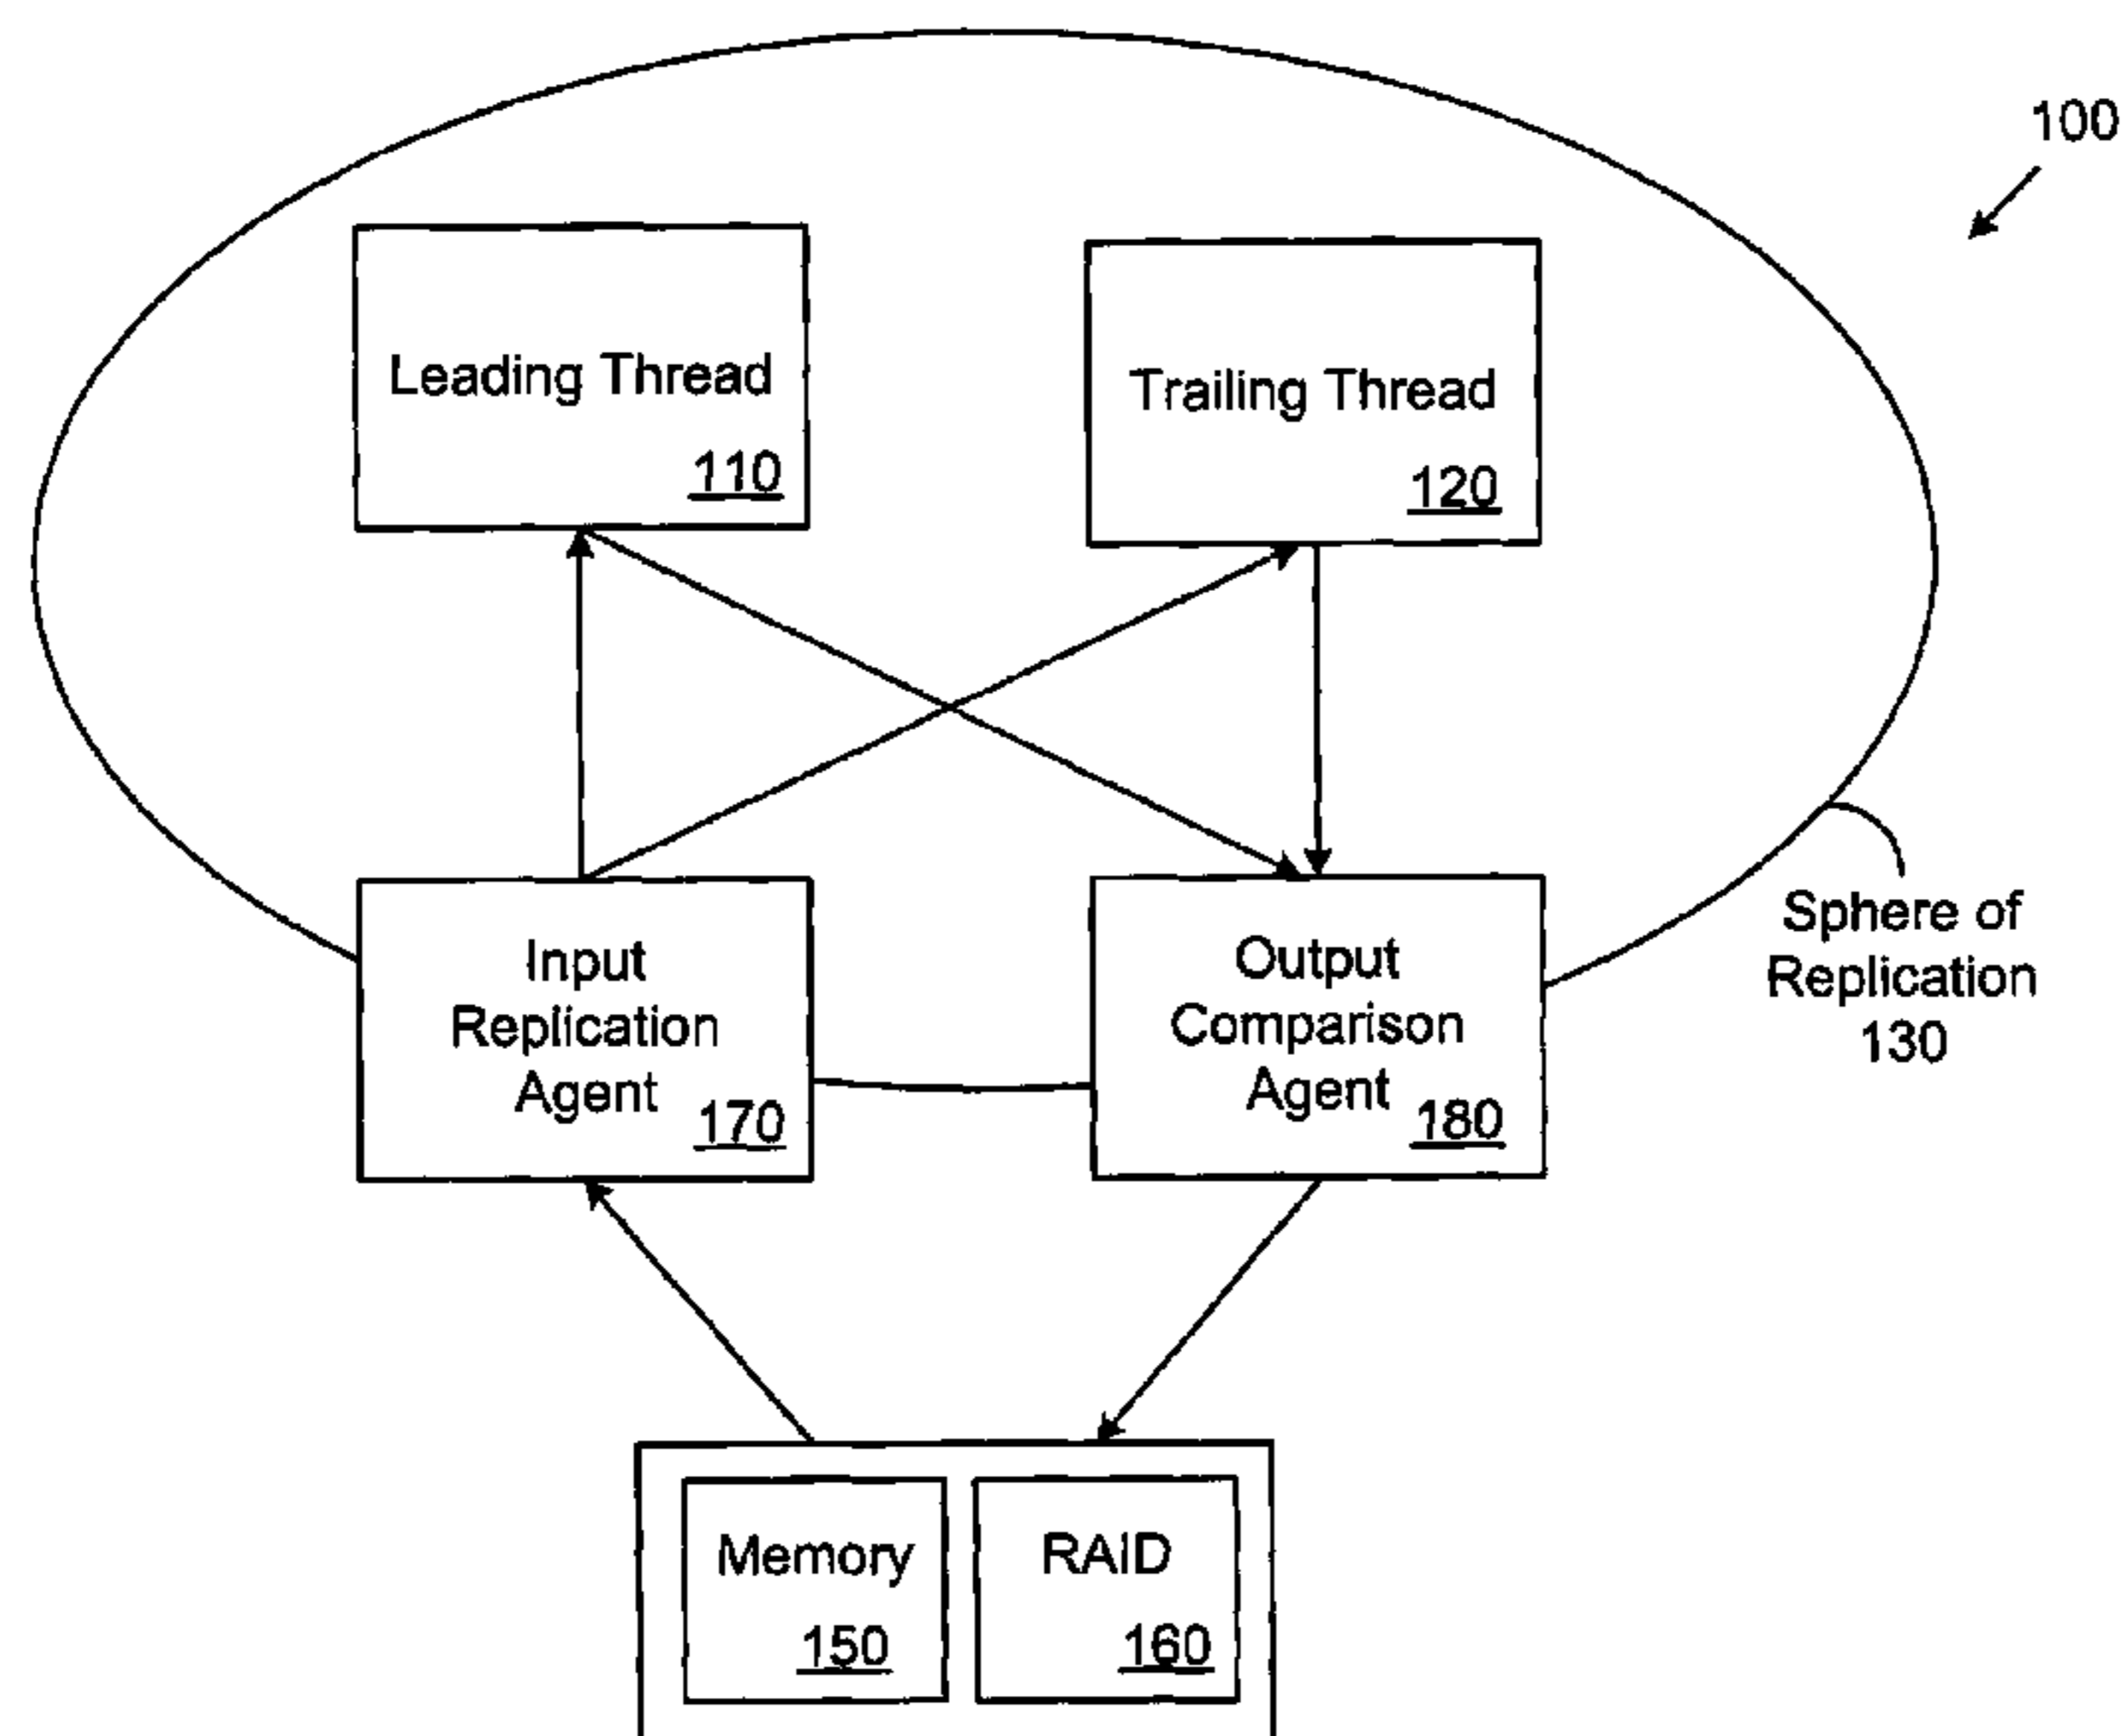 100
Leading Thread
110
Trailing Thread
120
Input
Replication
Agent
170
Output
Comparison
Agent
180
Sphere of
Replication
130
Memory
150
RAID
160